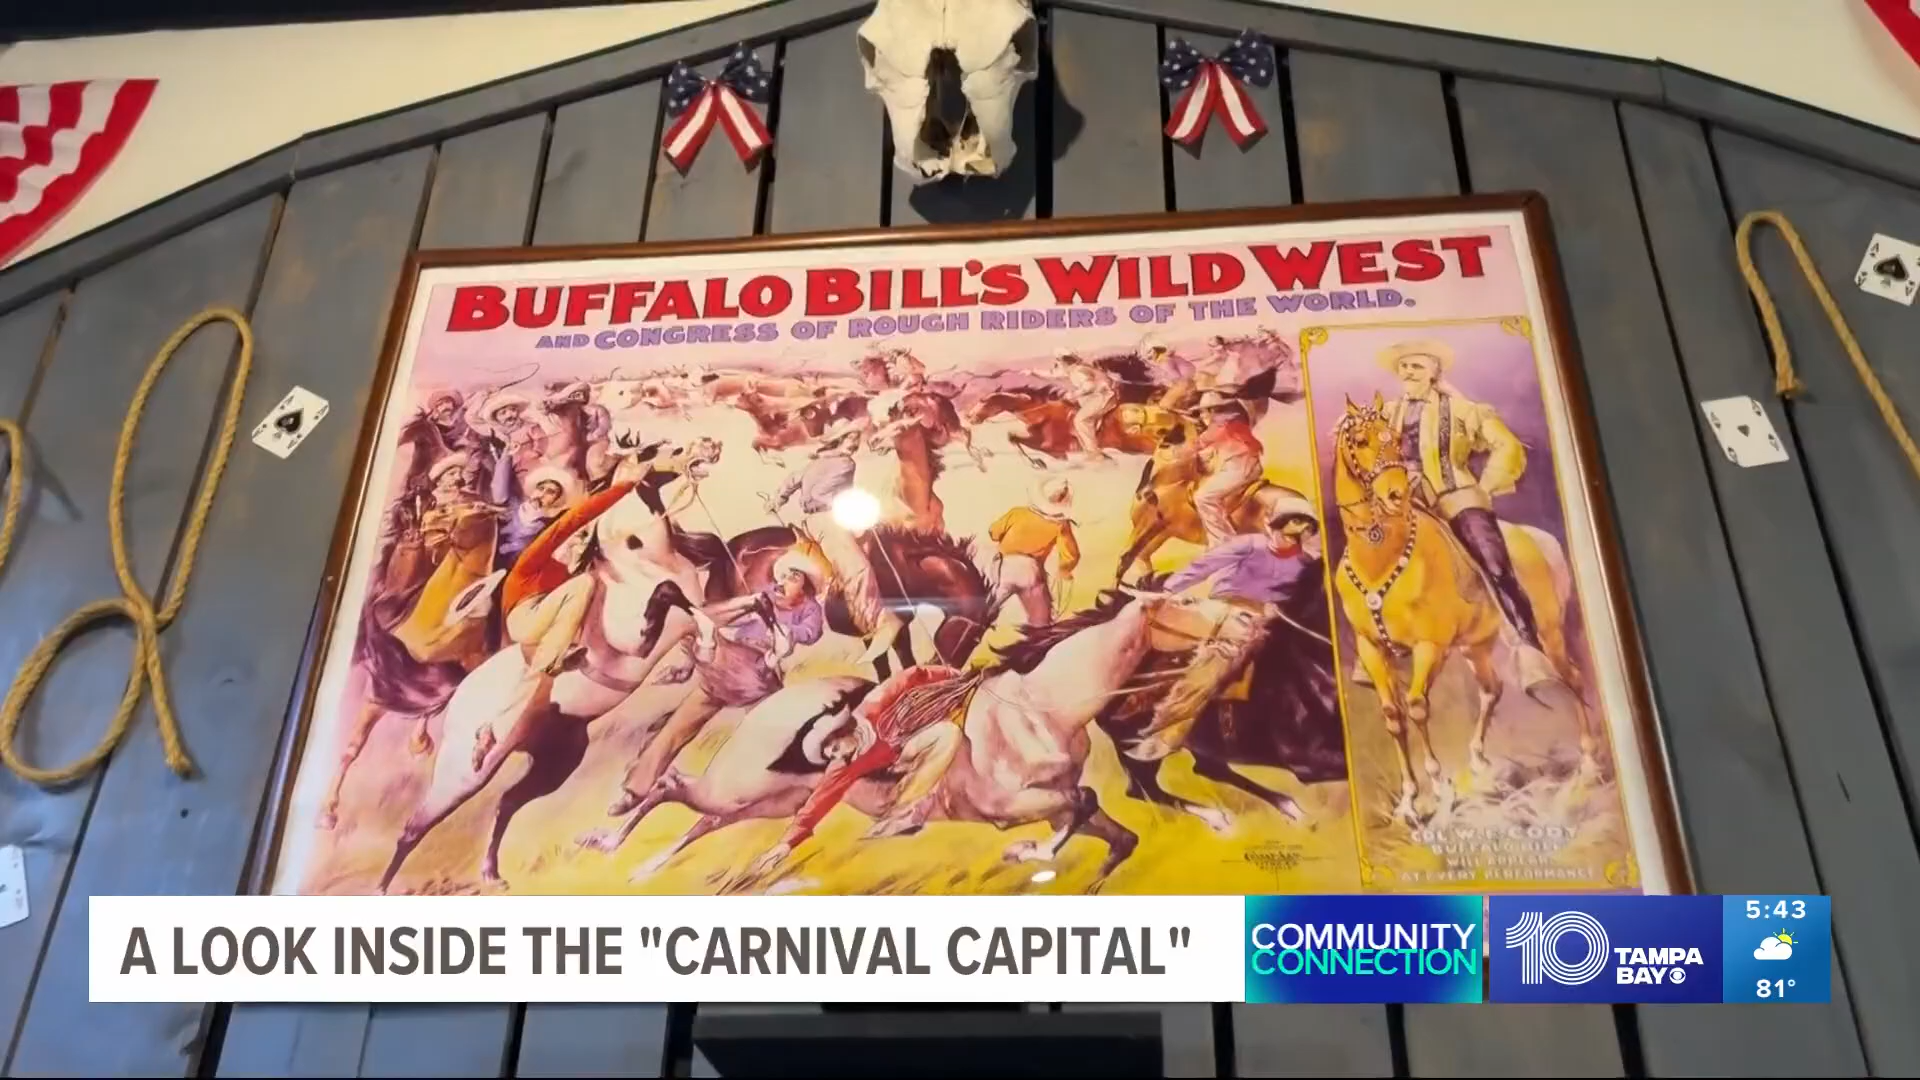 BUFFALO BILL'S WILD WEST
AND CONGRESS OF ROUGH RIDERS OF THE WORLD.
COL. W. F. CODY
BUFFALO BILL
WILL APPEAR
AT EVERY PERFORMANCE
A LOOK INSIDE THE "CARNIVAL CAPITAL"
COMMUNITY
CONNECTION
10 TAMPA
BAY
5:43
81°
A